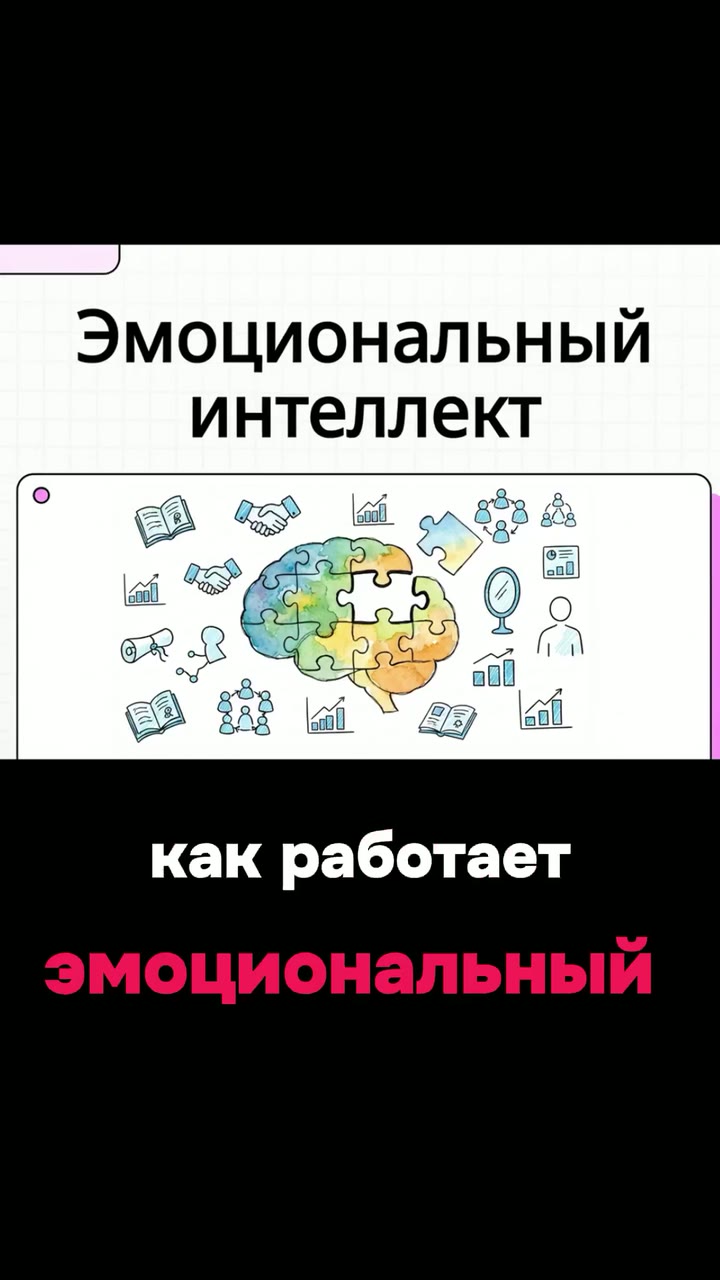 Эмоциональный
интеллект
как работает
эмоциональный